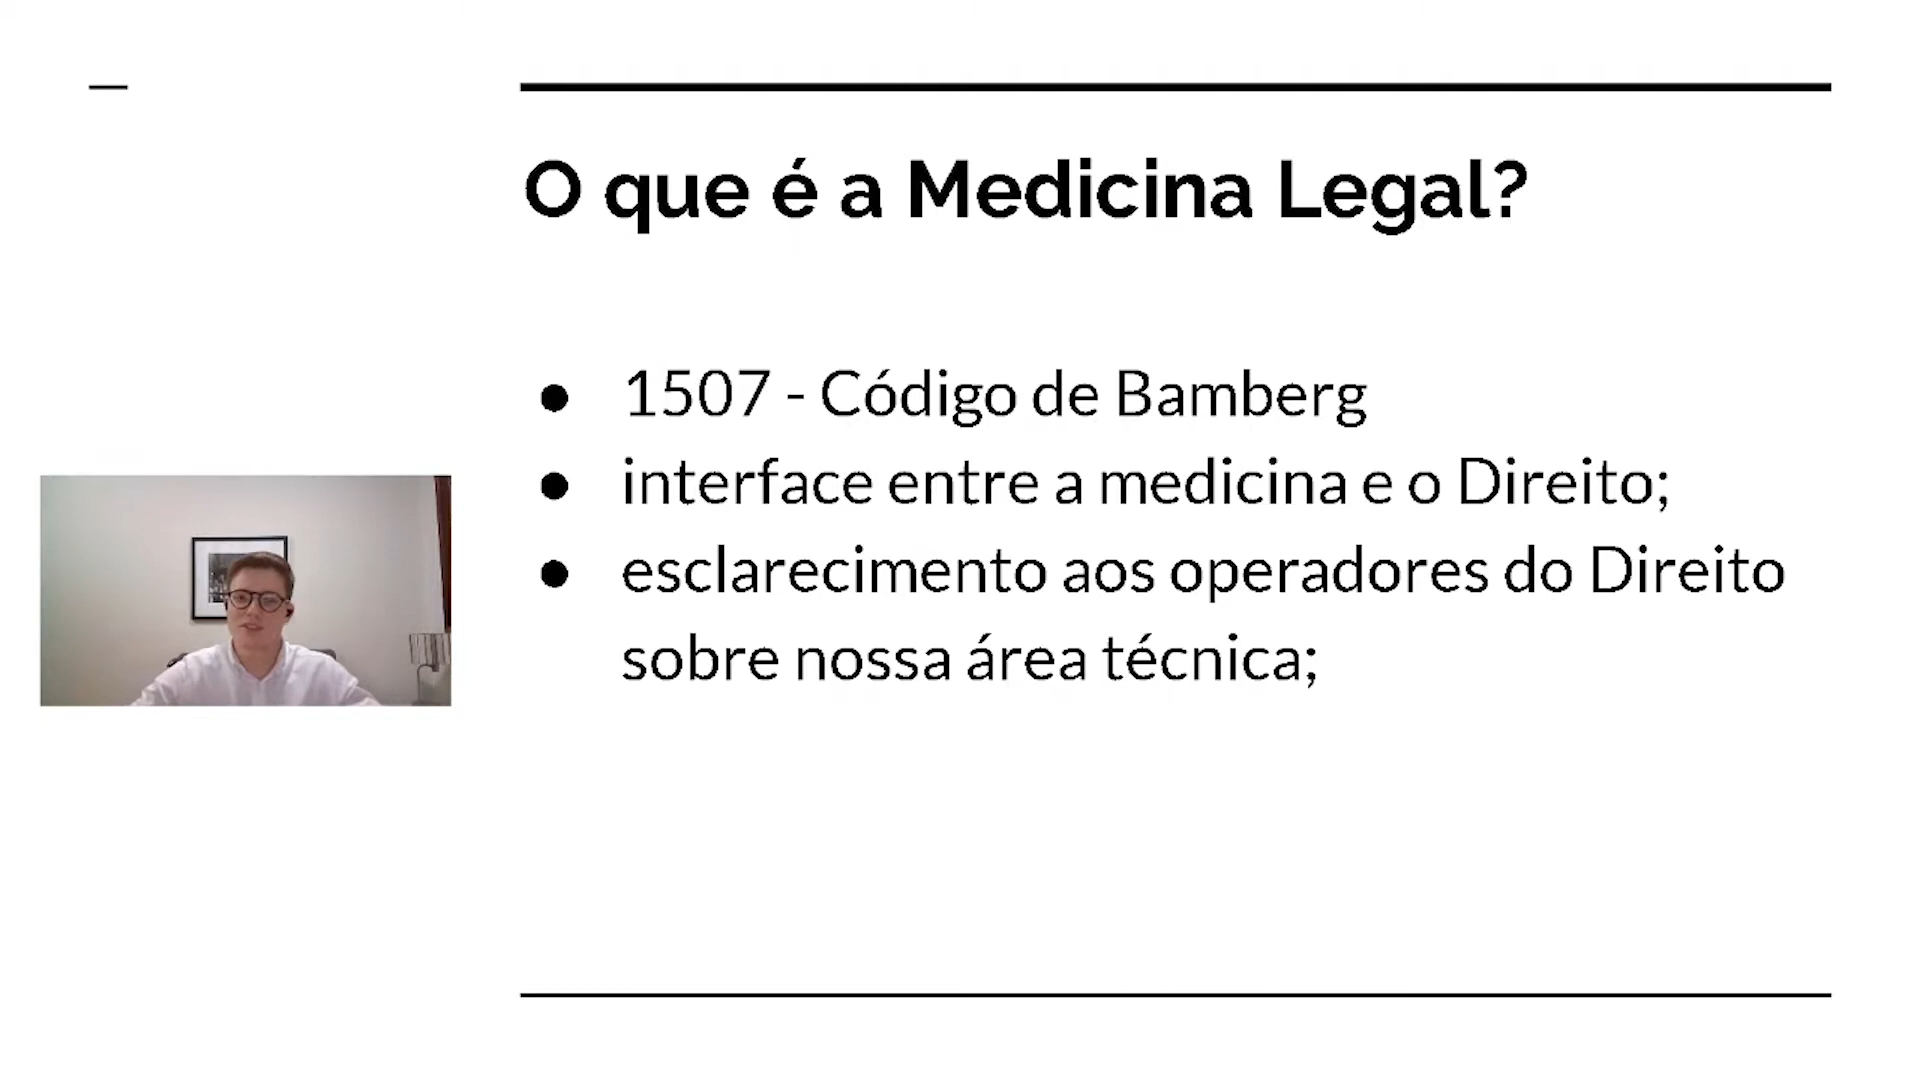 O que é a Medicina Legal?
● 1507 - Código de Bamberg
● interface entre a medicina e o Direito;
● esclarecimento aos operadores do Direito
sobre nossa área técnica;